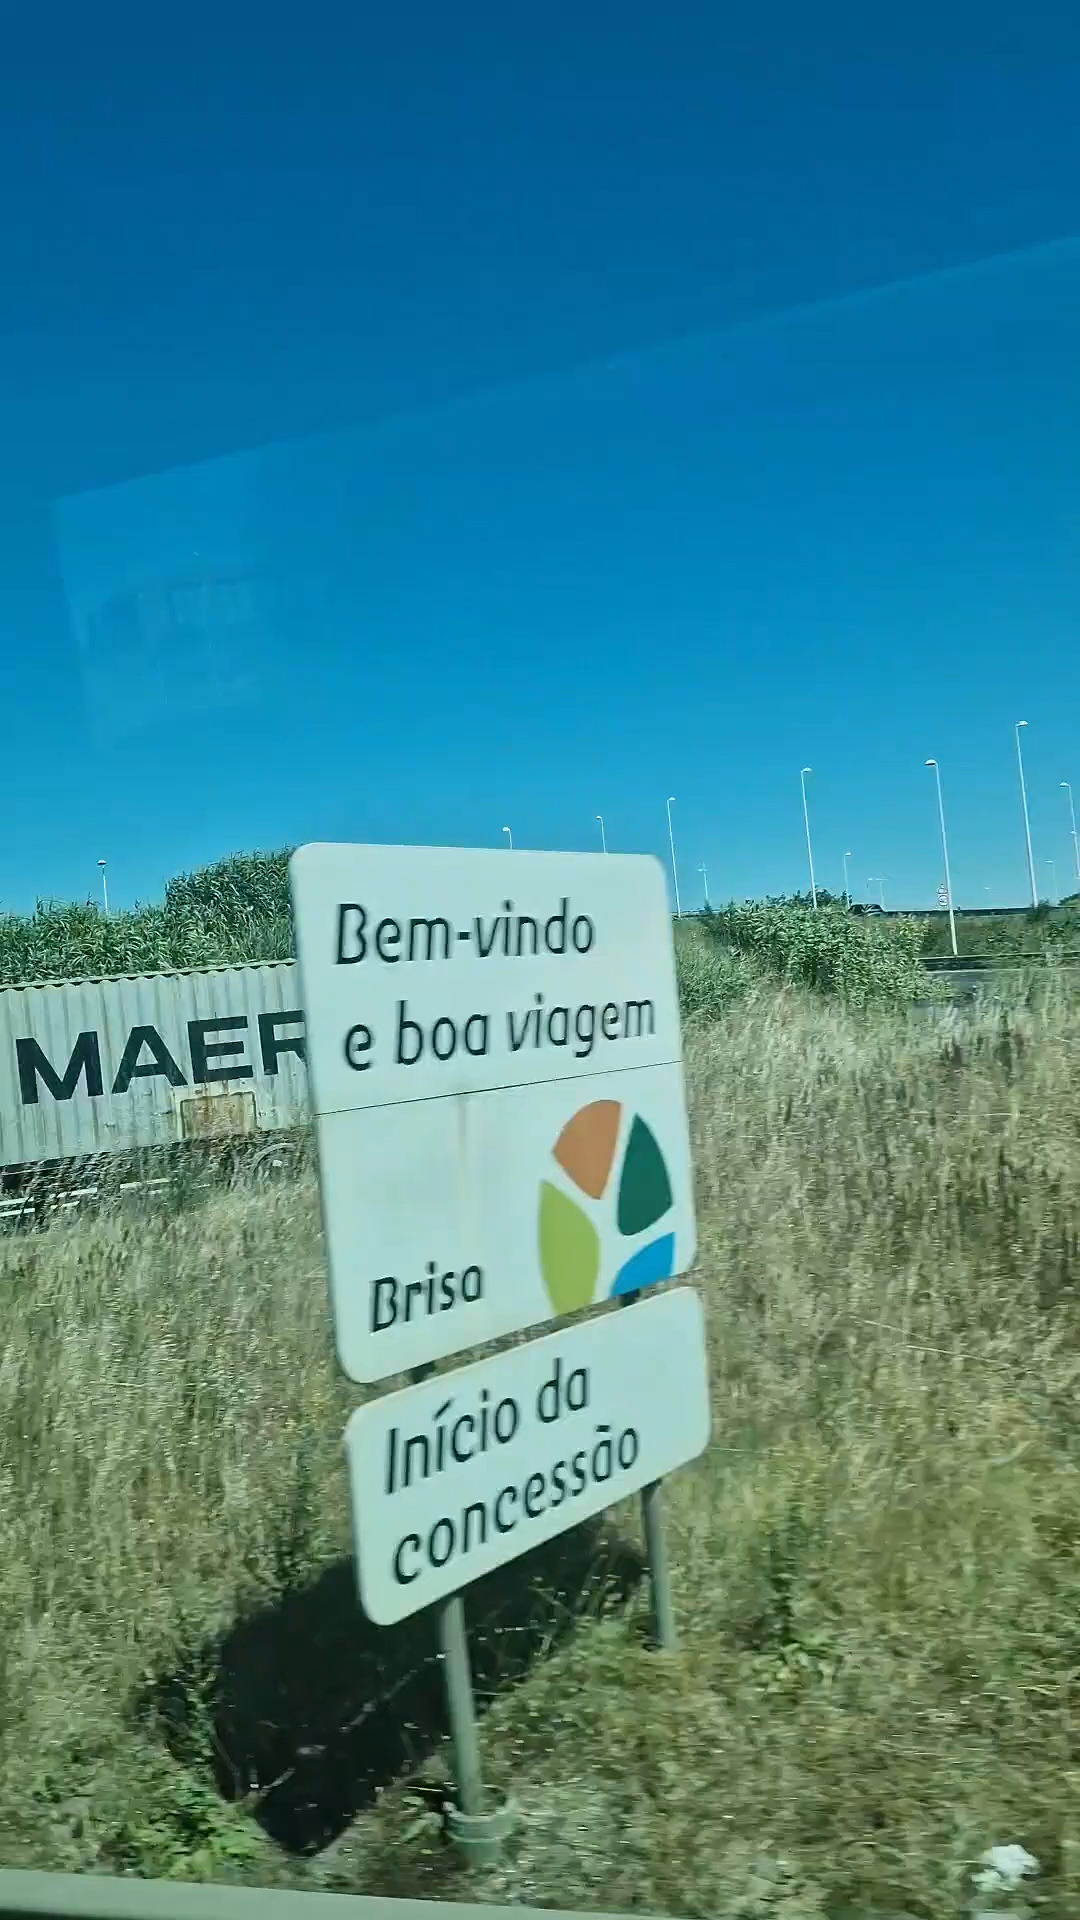 Bem-vindo
e boa viagem
MAER
Brisa
Início da
concessão